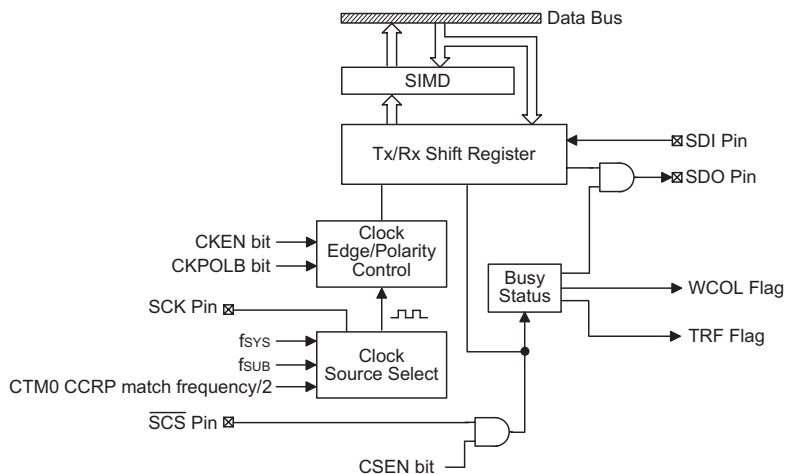 Data Bus
SIMD
Tx/Rx Shift Register
SDI Pin
SDO Pin
CKEN bit
CKPOLB bit
Clock
Edge/Polarity
Control
Busy
Status
WCOL Flag
TRF Flag
SCK Pin
fSYS
fSUB
CTM0 CCRP match frequency/2
Clock
Source Select
SCS Pin
CSEN bit